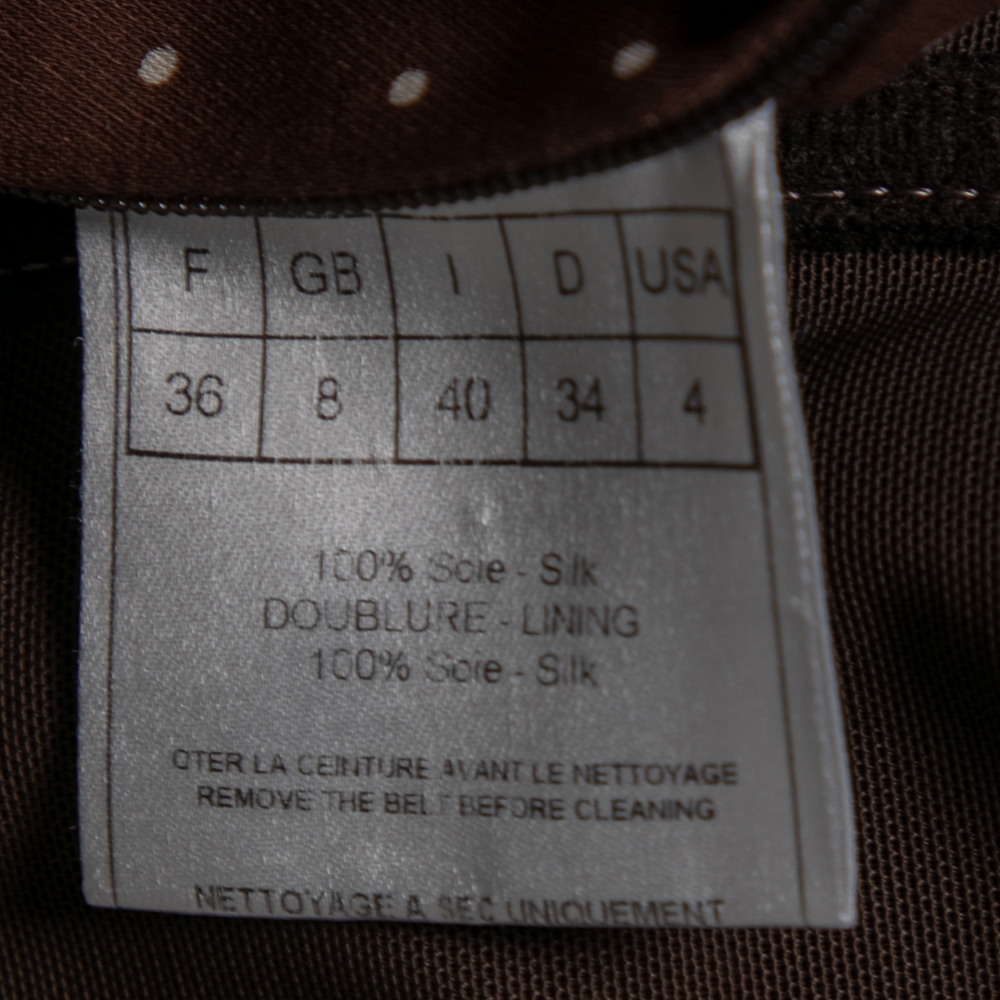 F GB I D USA
36 8 40 34 4
100% Soie - Silk
DOUBLURE - LINING
100% Soie - Silk
OTER LA CEINTURE AVANT LE NETTOYAGE
REMOVE THE BELT BEFORE CLEANING
NETTOYAGE A SEC UNIQUEMENT